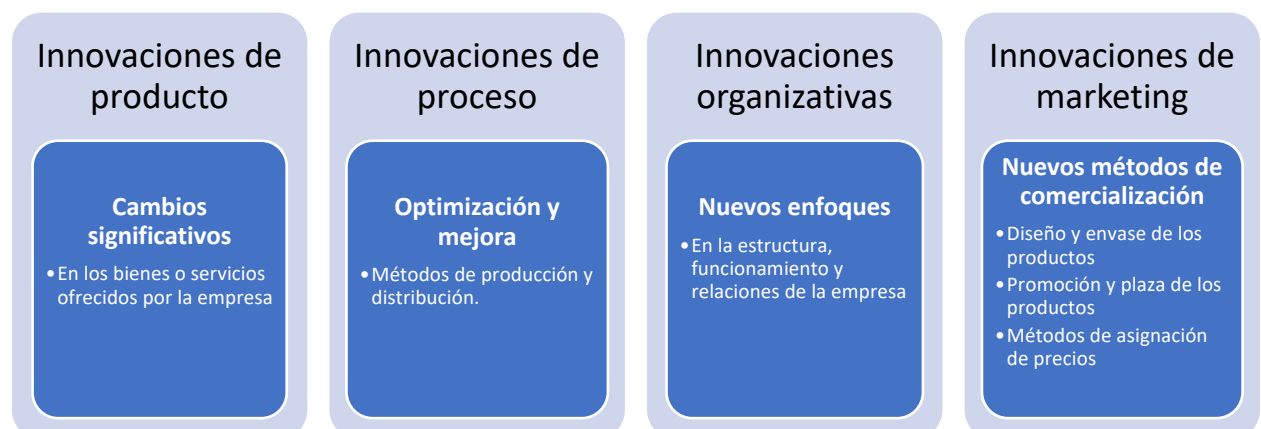 Innovaciones de
producto
Cambios
significativos
•En los bienes o servicios
ofrecidos por la empresa
Innovaciones de
proceso
Optimización y
mejora
•Métodos de producción y
distribución.
Innovaciones
organizativas
Nuevos enfoques
•En la estructura,
funcionamiento y
relaciones de la empresa
Innovaciones de
marketing
Nuevos métodos de
comercialización
•Diseño y envase de los
productos
•Promoción y plaza de los
productos
•Métodos de asignación
de precios